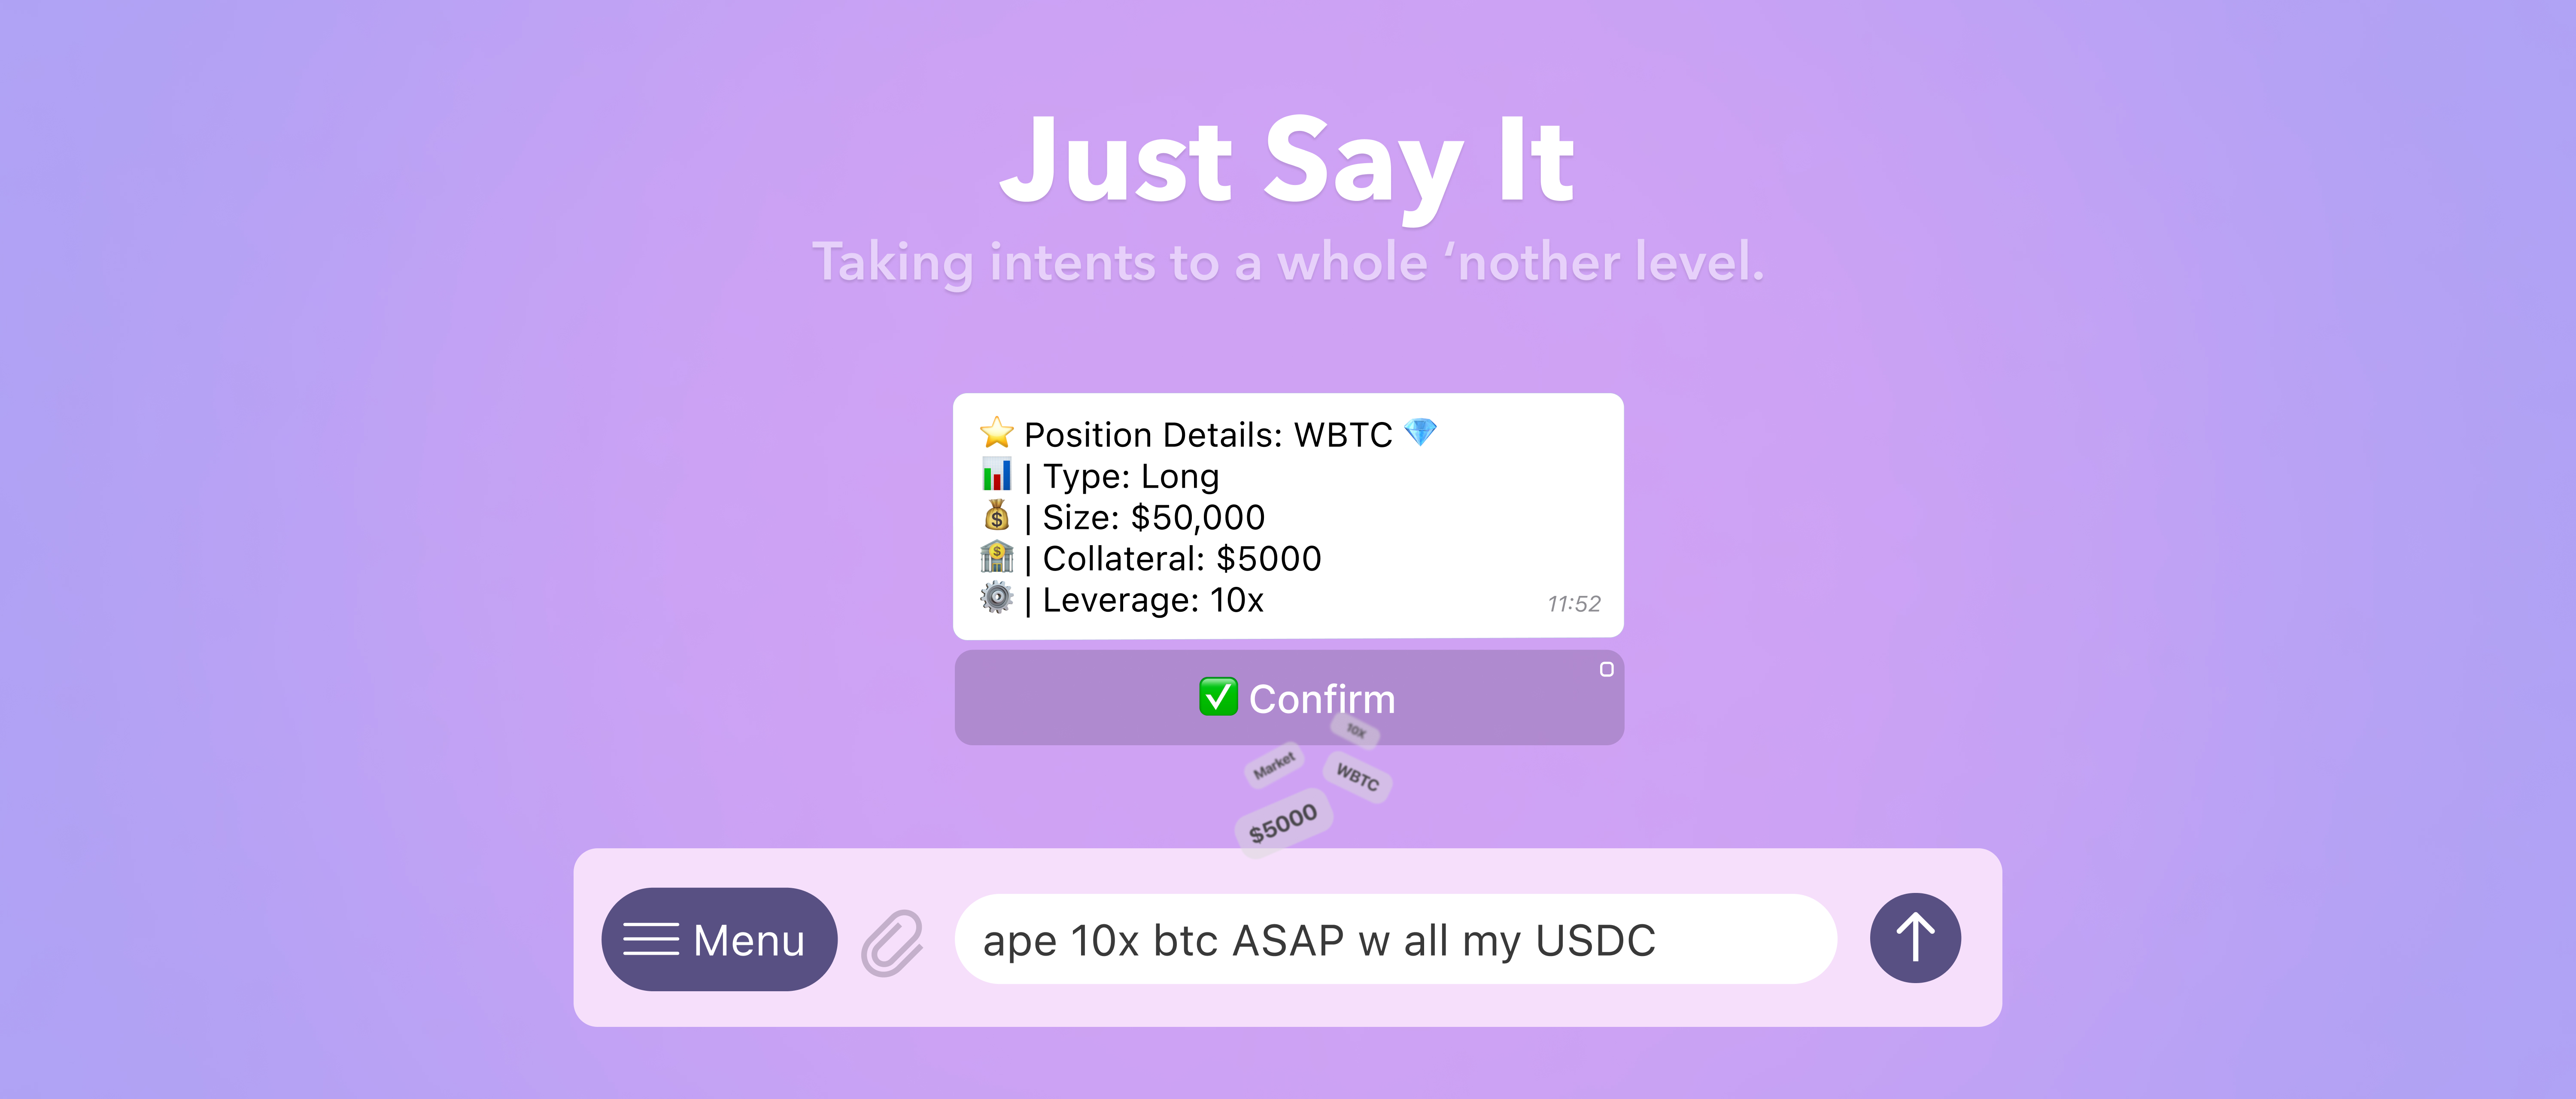 Just Say It
Taking intents to a whole ‘nother level.
⭐ Position Details: WBTC 💎
📊 | Type: Long
💰 | Size: $50,000
🏦 | Collateral: $5000
⚙️ | Leverage: 10x
11:52
✅ Confirm
10X
Market
WBTC
$5000
Menu
ape 10x btc ASAP w all my USDC